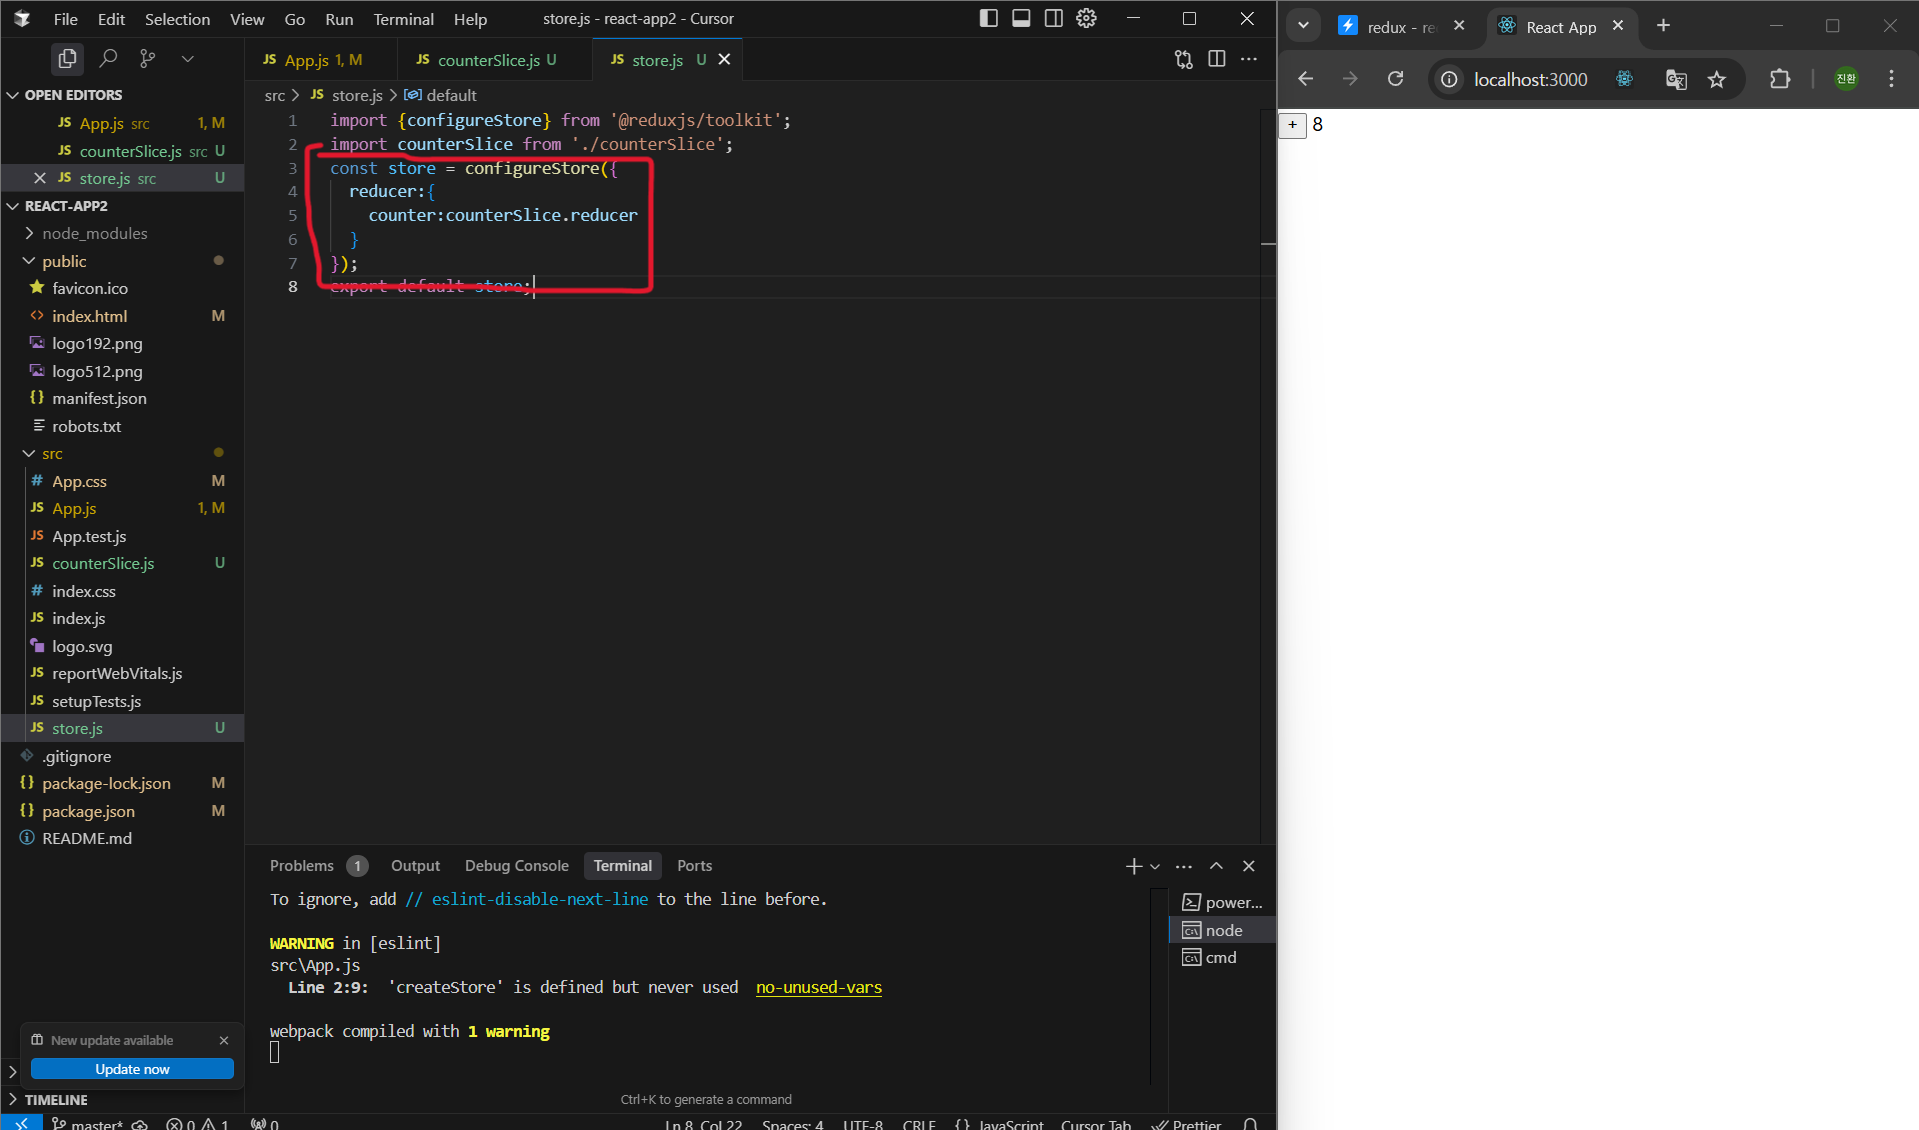 File Edit Selection View Go Run Terminal Help store.js - react-app2 - Cursor
App.js 1, M
JS counterSlice.js U
JS store.js U
OPEN EDITORS
JS App.js src 1, M
JS counterSlice.js src U
JS store.js src U
REACT-APP2
node_modules
public
favicon.ico
index.html M
logo192.png
logo512.png
manifest.json
robots.txt
src
# App.css M
JS App.js 1, M
JS App.test.js
JS counterSlice.js U
# index.css
JS index.js
logo.svg
JS reportWebVitals.js
JS setupTests.js
JS store.js U
.gitignore
{} package-lock.json M
{} package.json M
README.md
New update available
Update now
TIMELINE
src > JS store.js > default
1 import {configureStore} from '@reduxjs/toolkit';
2 import counterSlice from './counterSlice';
3 const store = configureStore({
4 reducer:{
5 counter:counterSlice.reducer
6 }
7 });
8 export default store;
Problems 1 Output Debug Console Terminal Ports
To ignore, add // eslint-disable-next-line to the line before.
WARNING in [eslint]
src\App.js
Line 2:9: 'createStore' is defined but never used no-unused-vars
webpack compiled with 1 warning
power...
node
cmd
Ctrl+K to generate a command
master* 0 1 0 Ln 8, Col 22 Spaces: 4 UTF-8 CRLF {} JavaScript Cursor Tab Prettier
redux - re React App
localhost:3000 진환
+ 8